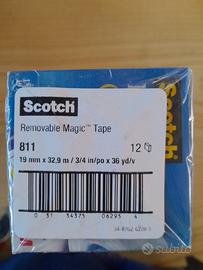 Scotch
Removable Magic™ Tape
811 12
19 mm x 32,9 m / 3/4 in/po x 36 yd/v
0 51 34375 06295 4
Scotch
subito